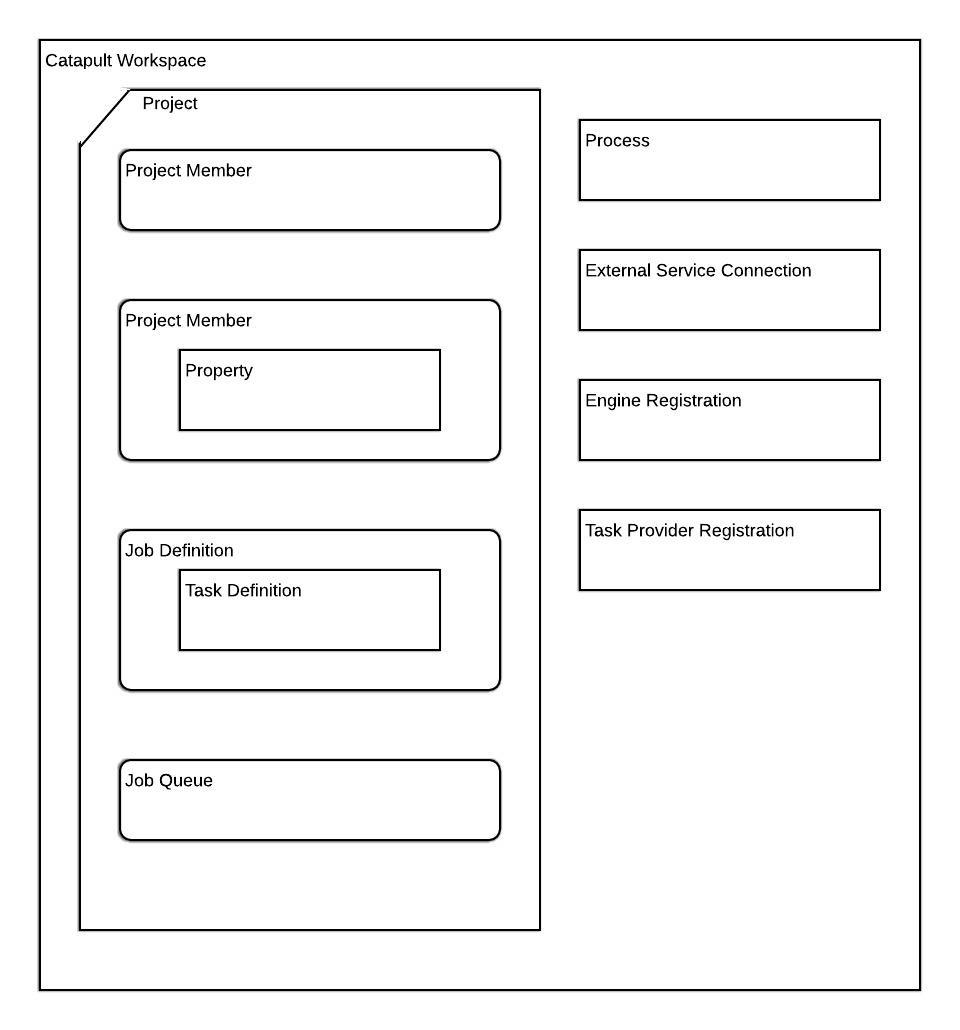 Catapult Workspace
Project
Project Member
Project Member
Property
Job Definition
Task Definition
Job Queue
Process
External Service Connection
Engine Registration
Task Provider Registration